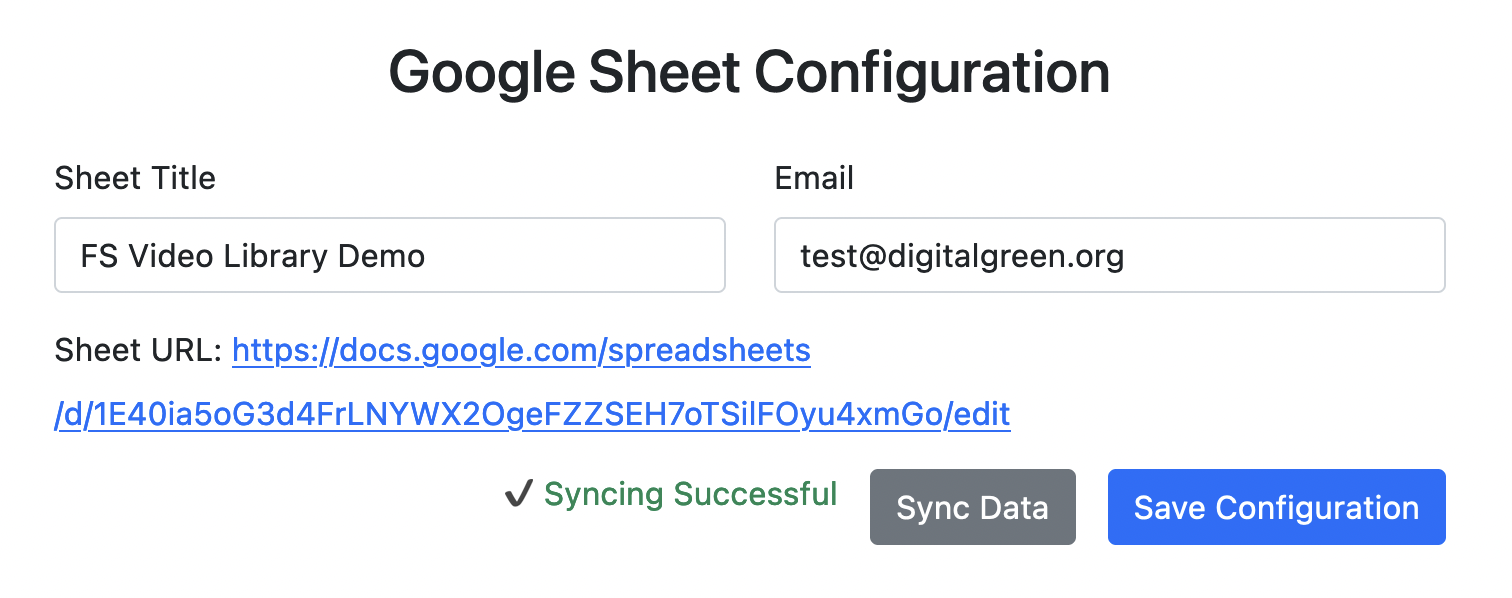 Google Sheet Configuration
Sheet Title
Email
FS Video Library Demo
test@digitalgreen.org
Sheet URL: https://docs.google.com/spreadsheets
/d/1E40ia5oG3d4FrLNYWX2OgeFZZSEH7oTSilFOyu4xmGo/edit
✔ Syncing Successful
Sync Data
Save Configuration